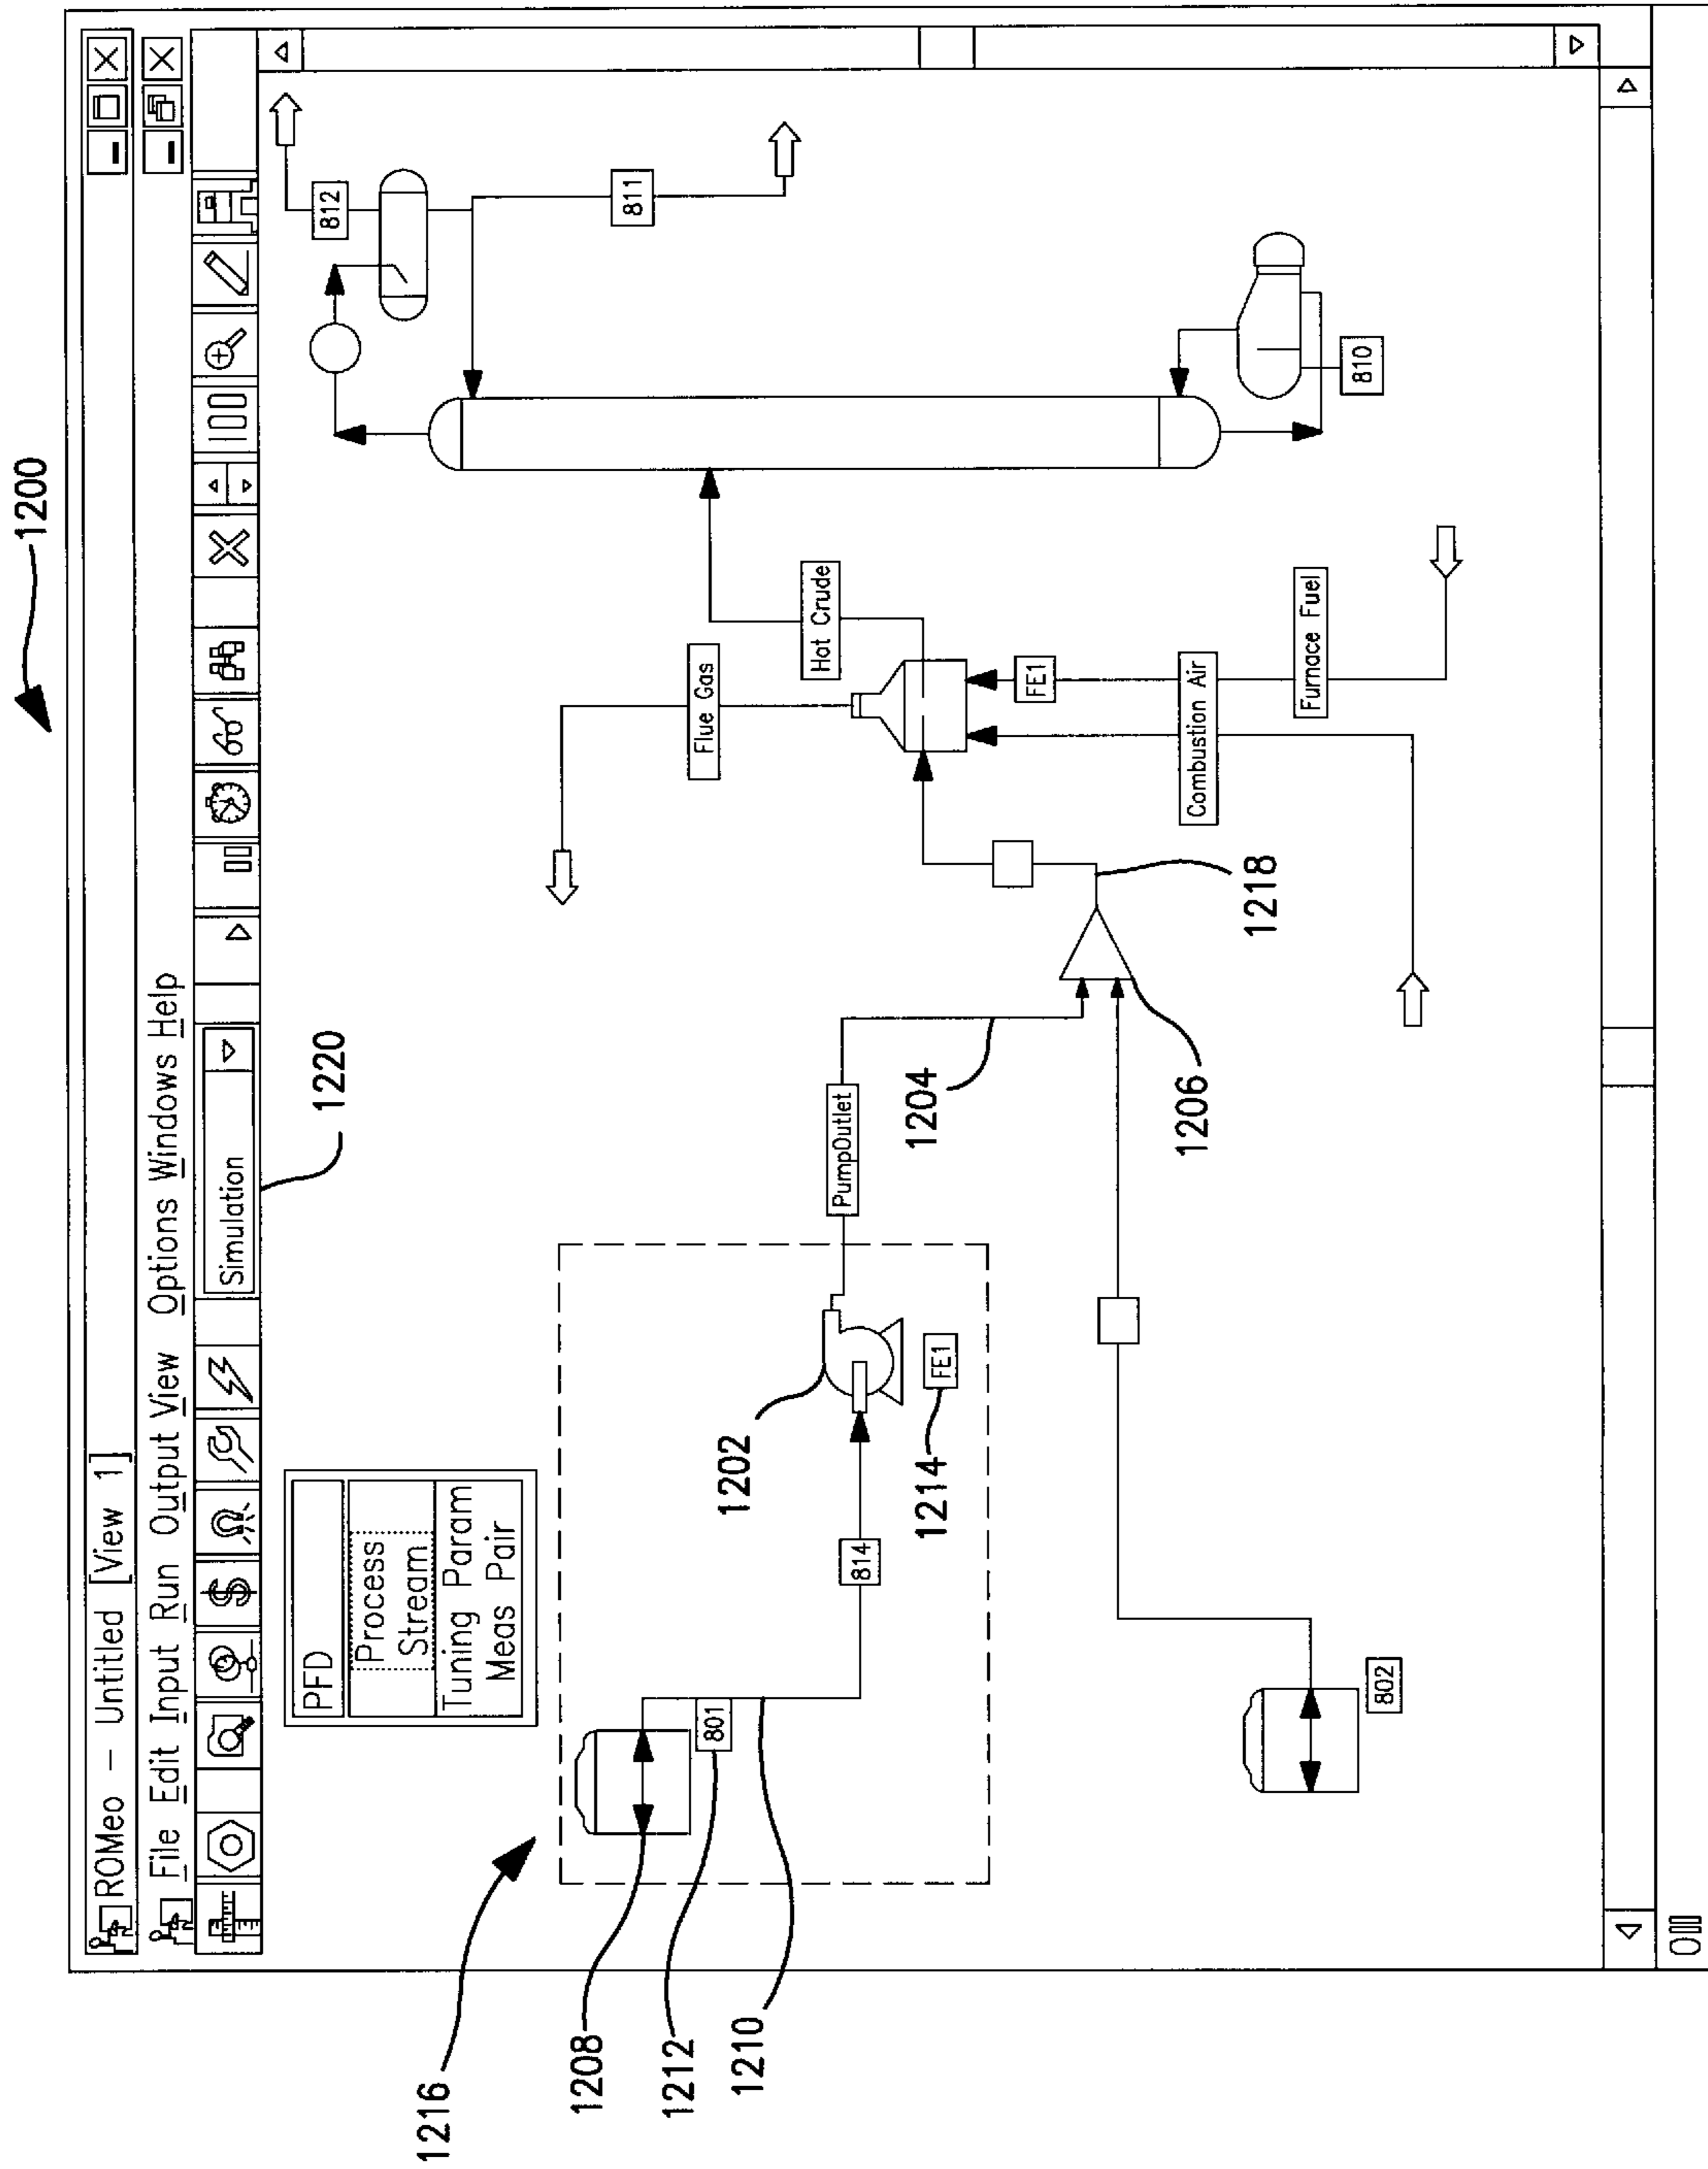 1200
ROMeo – Untitled [View 1]
File Edit Input Run Output View Options Windows Help
Simulation
1220
PFD
Process
Stream
Tuning Param
Meas Pair
1216
1208
1212
1210
801
814
1202
FE1
1214
PumpOutlet
1204
1206
1218
802
Flue Gas
Hot Crude
FE1
Combustion Air
Furnace Fuel
812
811
810